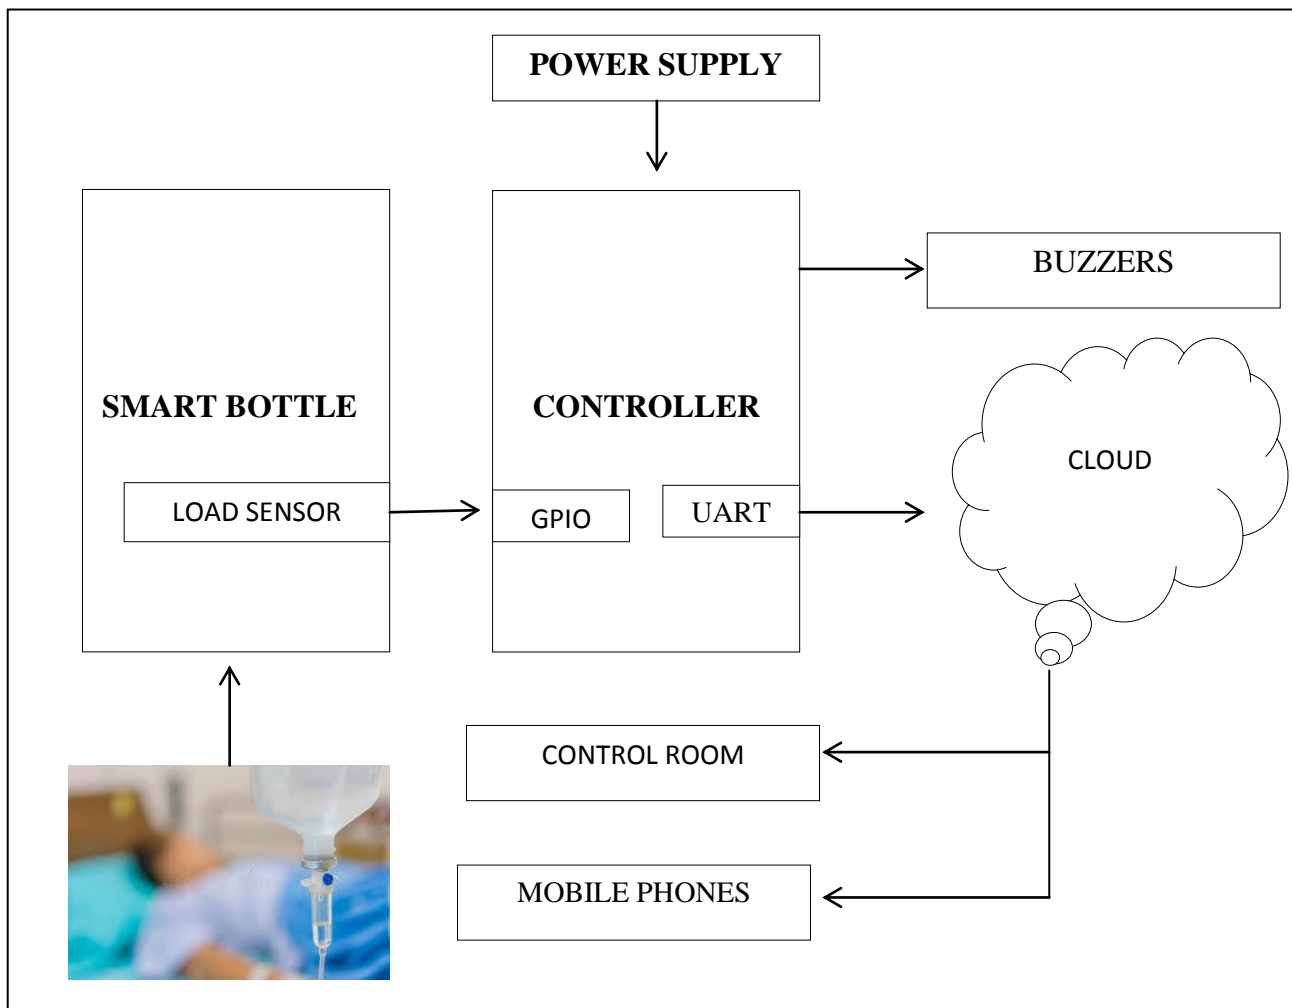 POWER SUPPLY
BUZZERS
SMART BOTTLE
CONTROLLER
CLOUD
LOAD SENSOR
GPIO
UART
CONTROL ROOM
MOBILE PHONES